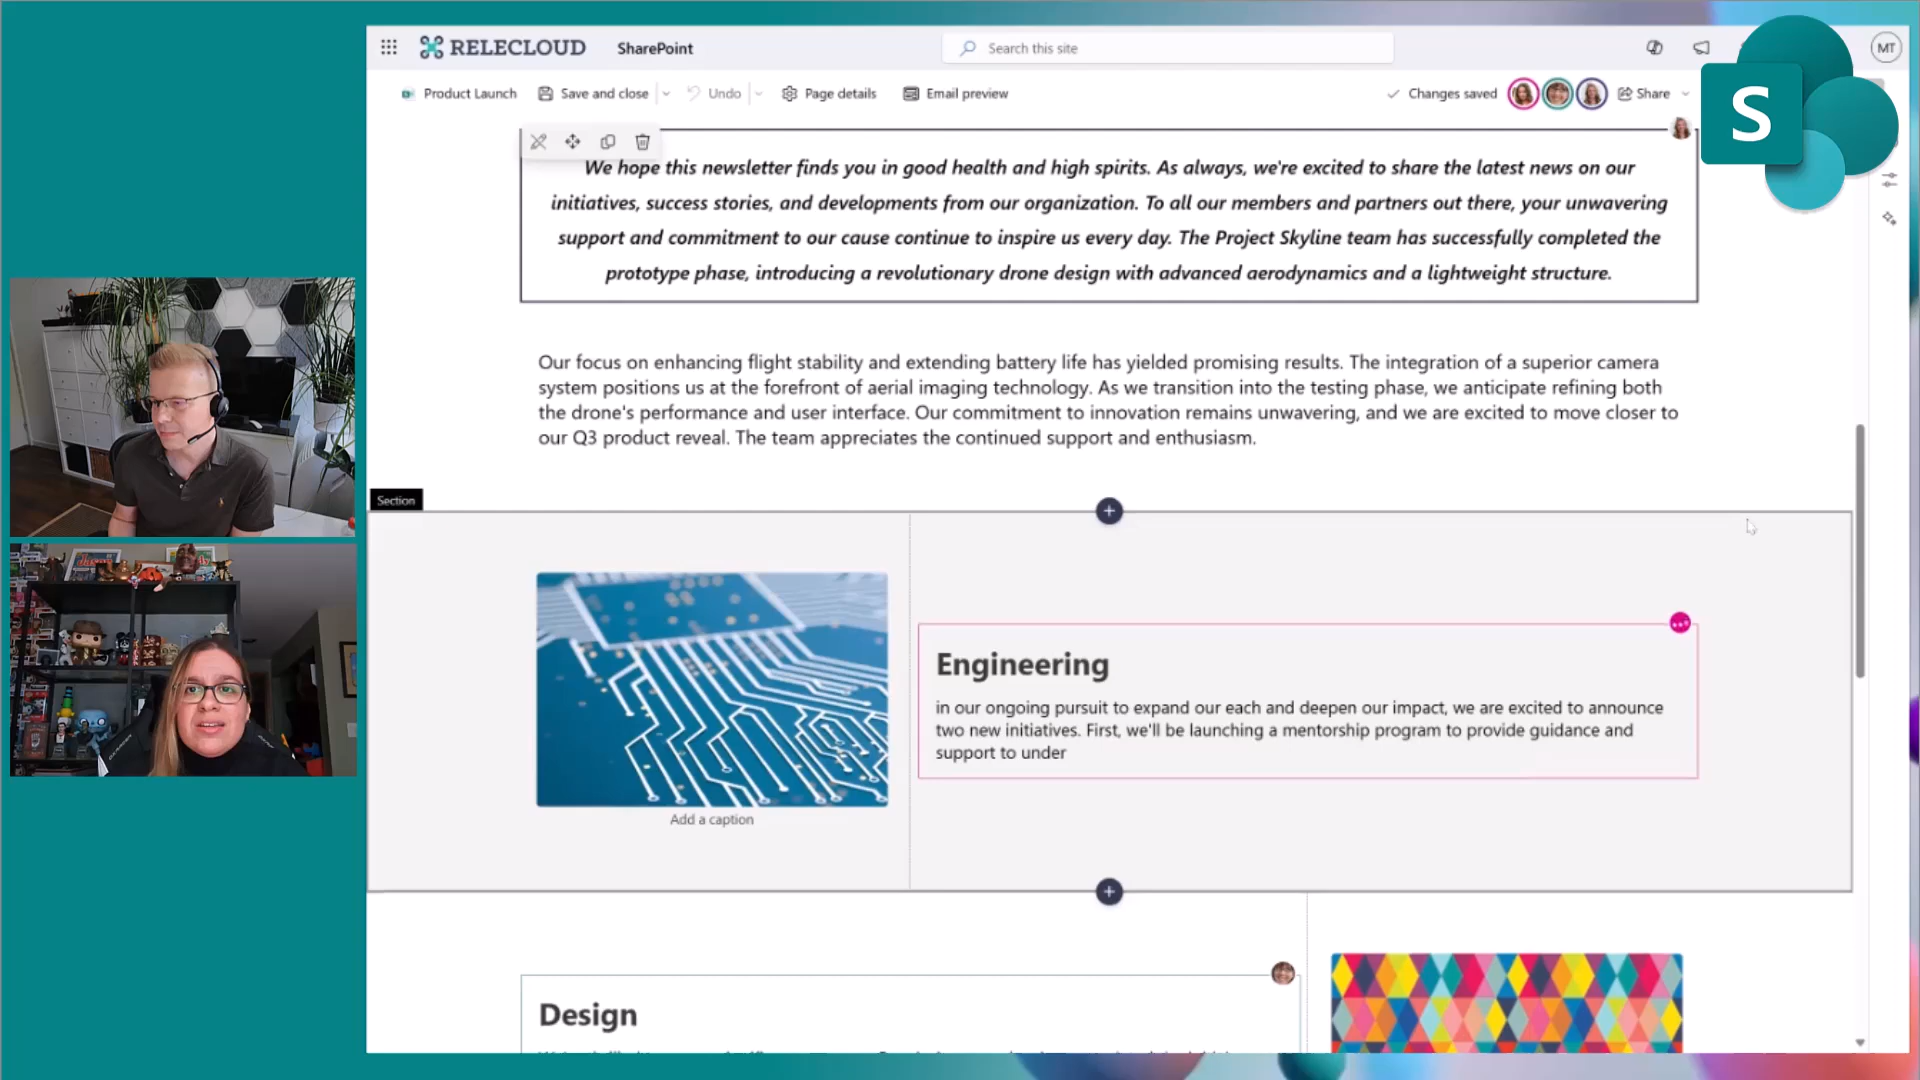 RELECLOUD SharePoint Search this site MT
Product Launch Save and close Undo Page details Email preview Changes saved Share
S
We hope this newsletter finds you in good health and high spirits. As always, we're excited to share the latest news on our
initiatives, success stories, and developments from our organization. To all our members and partners out there, your unwavering
support and commitment to our cause continue to inspire us every day. The Project Skyline team has successfully completed the
prototype phase, introducing a revolutionary drone design with advanced aerodynamics and a lightweight structure.
Our focus on enhancing flight stability and extending battery life has yielded promising results. The integration of a superior camera
system positions us at the forefront of aerial imaging technology. As we transition into the testing phase, we anticipate refining both
the drone's performance and user interface. Our commitment to innovation remains unwavering, and we are excited to move closer to
our Q3 product reveal. The team appreciates the continued support and enthusiasm.
Section
Engineering
in our ongoing pursuit to expand our each and deepen our impact, we are excited to announce
two new initiatives. First, we'll be launching a mentorship program to provide guidance and
support to under
Add a caption
Design